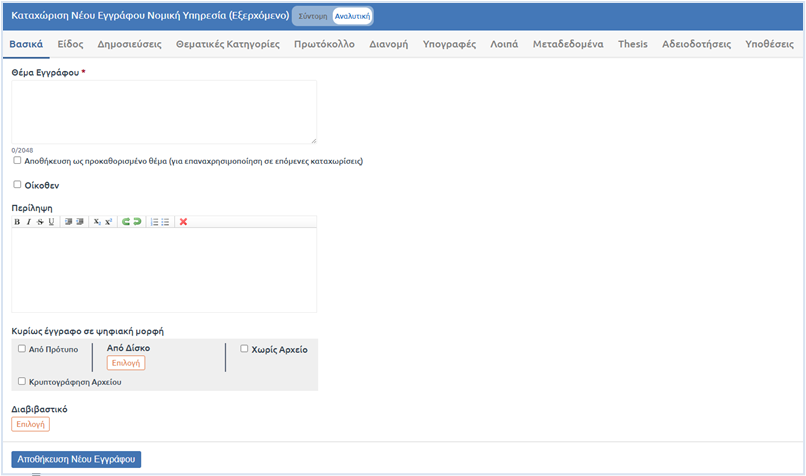 Καταχώριση Νέου Εγγράφου Νομική Υπηρεσία (Εξερχόμενο) Σύντομη Αναλυτική
Βασικά Είδος Δημοσιεύσεις Θεματικές Κατηγορίες Πρωτόκολλο Διανομή Υπογραφές Λοιπά Μεταδεδομένα Thesis Αδειοδοτήσεις Υποθέσεις
Θέμα Εγγράφου *
0/2048
Αποθήκευση ως προκαθορισμένο θέμα (για επαναχρησιμοποίηση σε επόμενες καταχωρίσεις)
Οίκοθεν
Περίληψη
B I S U X₂ X²
Κυρίως έγγραφο σε ψηφιακή μορφή
Από Πρότυπο Από Δίσκο Χωρίς Αρχείο
Επιλογή
Κρυπτογράφηση Αρχείου
Διαβιβαστικό
Επιλογή
Αποθήκευση Νέου Εγγράφου